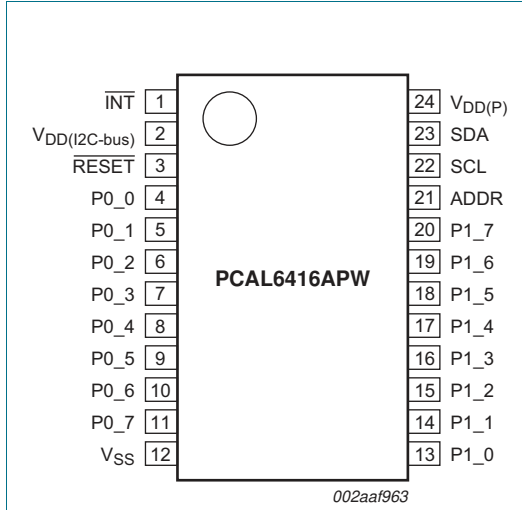 INT 1 24 VDD(P)
VDD(I2C-bus) 2 23 SDA
RESET 3 22 SCL
P0_0 4 21 ADDR
P0_1 5 20 P1_7
P0_2 6 19 P1_6
PCAL6416APW
P0_3 7 18 P1_5
P0_4 8 17 P1_4
P0_5 9 16 P1_3
P0_6 10 15 P1_2
P0_7 11 14 P1_1
VSS 12 13 P1_0
002aaf963